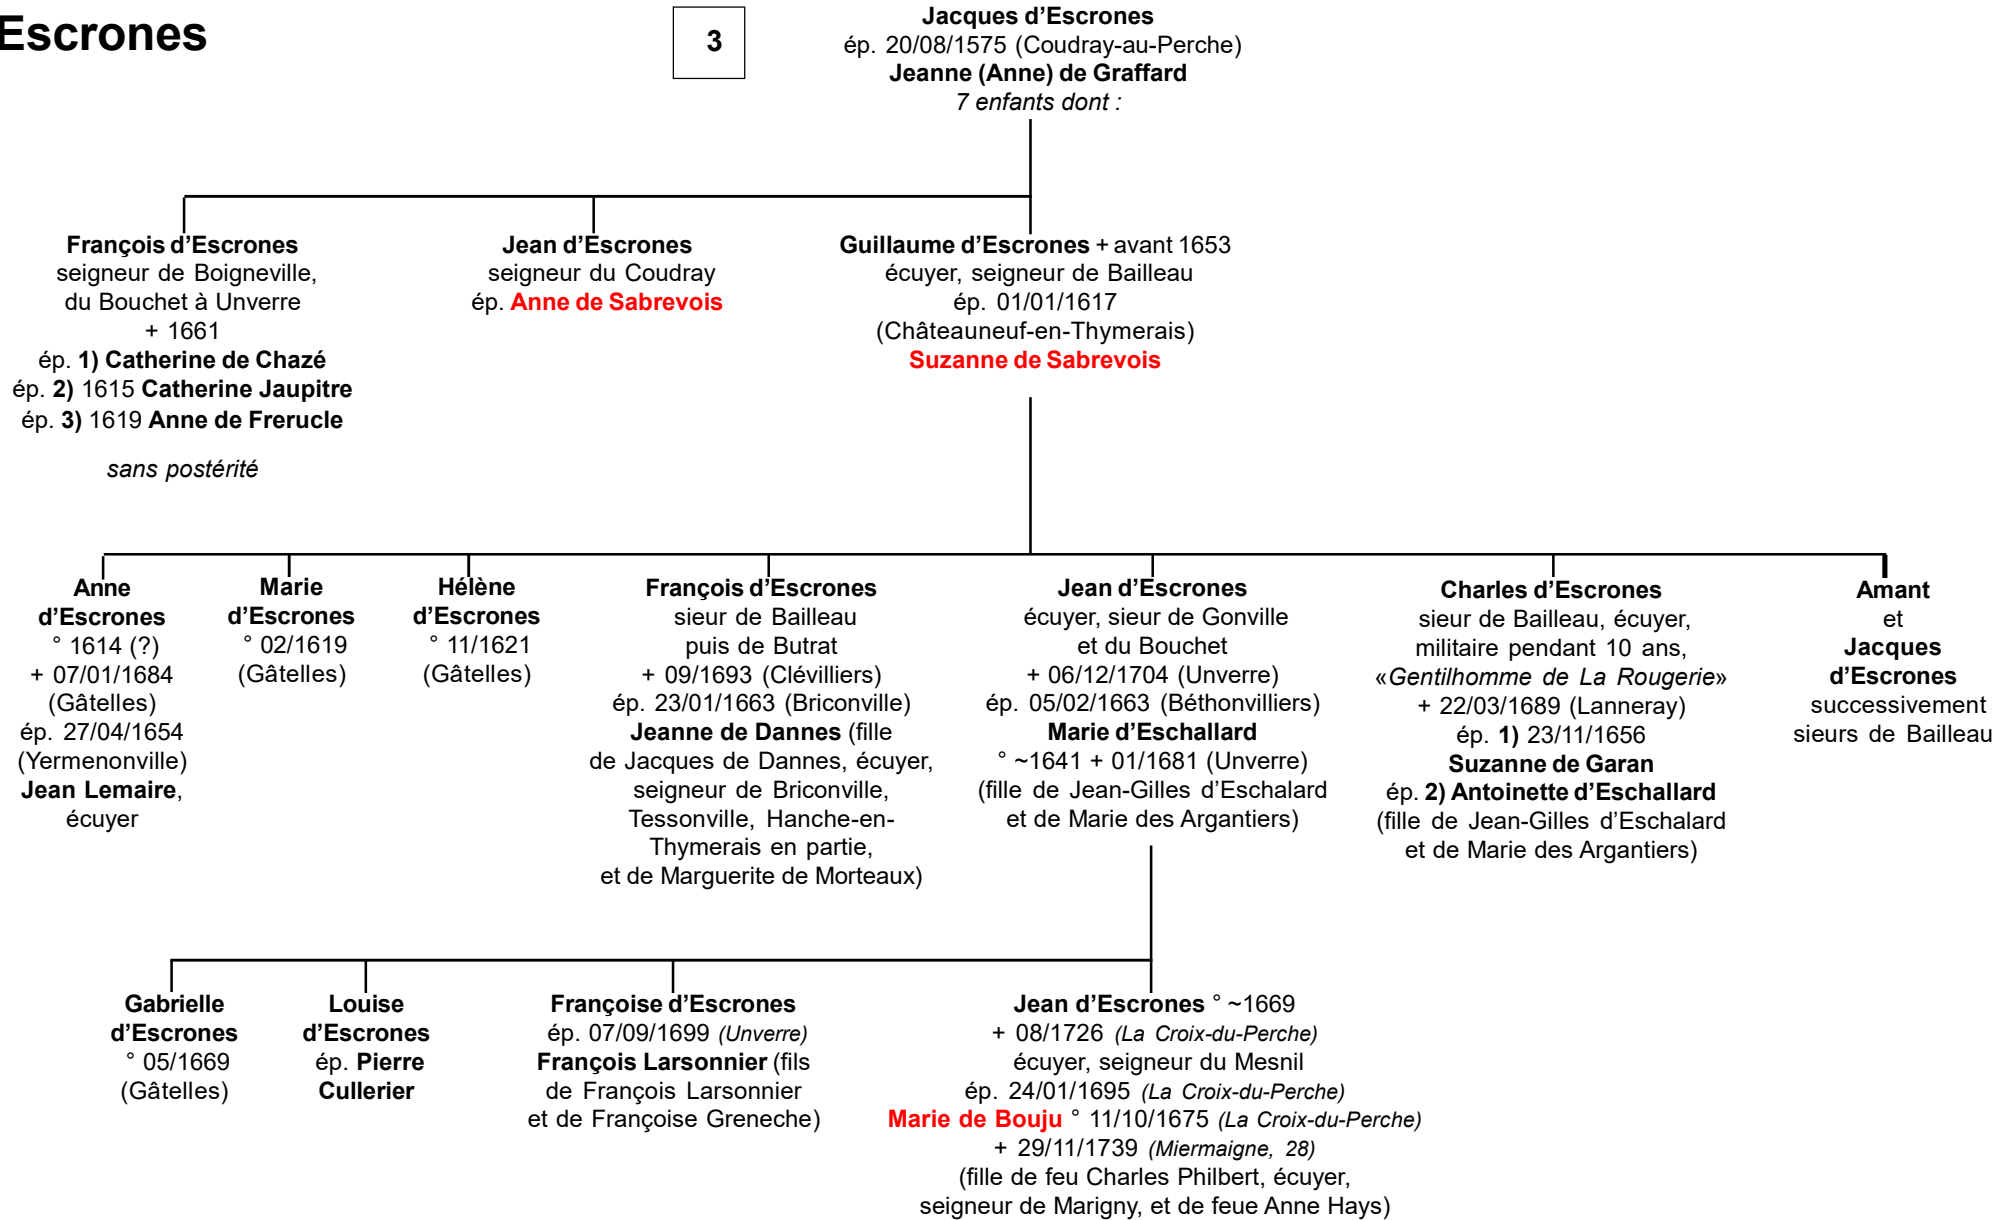 Escrones
3
Jacques d’Escrones
ép. 20/08/1575 (Coudray-au-Perche)
Jeanne (Anne) de Graffard
7 enfants dont :
François d’Escrones
seigneur de Boigneville,
du Bouchet à Unverre
+ 1661
ép. 1) Catherine de Chazé
ép. 2) 1615 Catherine Jaupitre
ép. 3) 1619 Anne de Frerucle
sans postérité
Jean d’Escrones
seigneur du Coudray
ép. Anne de Sabrevois
Guillaume d’Escrones + avant 1653
écuyer, seigneur de Bailleau
ép. 01/01/1617
(Châteauneuf-en-Thymerais)
Suzanne de Sabrevois
Anne
d’Escrones
° 1614 (?)
+ 07/01/1684
(Gâtelles)
ép. 27/04/1654
(Yermenonville)
Jean Lemaire,
écuyer
Marie
d’Escrones
° 02/1619
(Gâtelles)
Hélène
d’Escrones
° 11/1621
(Gâtelles)
François d’Escrones
sieur de Bailleau
puis de Butrat
+ 09/1693 (Clévilliers)
ép. 23/01/1663 (Briconville)
Jeanne de Dannes (fille
de Jacques de Dannes, écuyer,
seigneur de Briconville,
Tessonville, Hanche-en-
Thymerais en partie,
et de Marguerite de Morteaux)
Jean d’Escrones
écuyer, sieur de Gonville
et du Bouchet
+ 06/12/1704 (Unverre)
ép. 05/02/1663 (Béthonvilliers)
Marie d’Eschallard
° ~1641 + 01/1681 (Unverre)
(fille de Jean-Gilles d’Eschalard
et de Marie des Argantiers)
Charles d’Escrones
sieur de Bailleau, écuyer,
militaire pendant 10 ans,
«Gentilhomme de La Rougerie»
+ 22/03/1689 (Lanneray)
ép. 1) 23/11/1656
Suzanne de Garan
ép. 2) Antoinette d’Eschallard
(fille de Jean-Gilles d’Eschalard
et de Marie des Argantiers)
Amant
et
Jacques
d’Escrones
successivement
sieurs de Bailleau
Gabrielle
d’Escrones
° 05/1669
(Gâtelles)
Louise
d’Escrones
ép. Pierre
Cullerier
Françoise d’Escrones
ép. 07/09/1699 (Unverre)
François Larsonnier (fils
de François Larsonnier
et de Françoise Greneche)
Jean d’Escrones ° ~1669
+ 08/1726 (La Croix-du-Perche)
écuyer, seigneur du Mesnil
ép. 24/01/1695 (La Croix-du-Perche)
Marie de Bouju ° 11/10/1675 (La Croix-du-Perche)
+ 29/11/1739 (Miermaigne, 28)
(fille de feu Charles Philbert, écuyer,
seigneur de Marigny, et de feue Anne Hays)